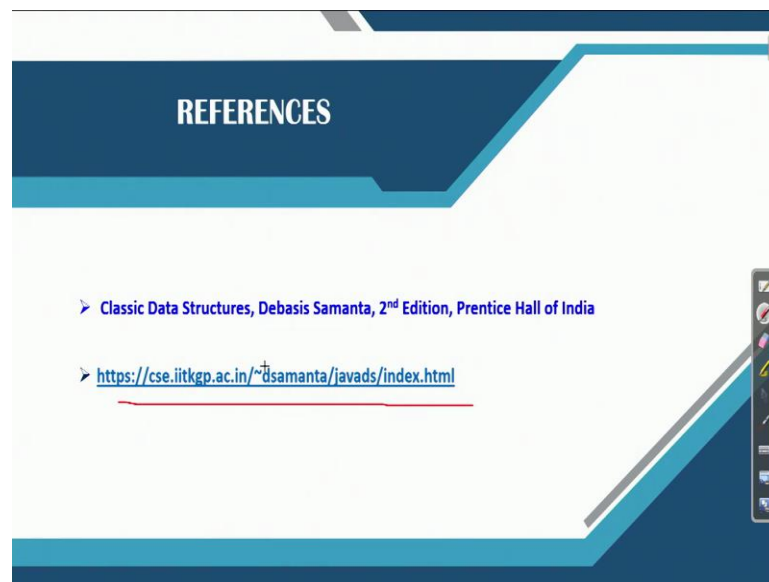 REFERENCES
➢ Classic Data Structures, Debasis Samanta, 2nd Edition, Prentice Hall of India
➢ https://cse.iitkgp.ac.in/~dsamanta/javads/index.html